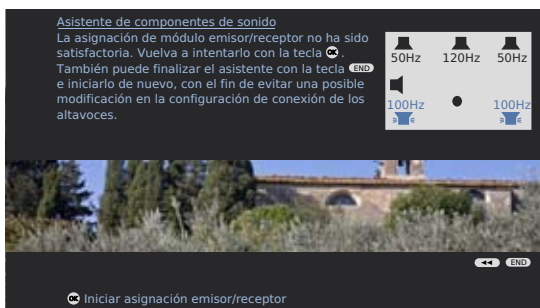 Asistente de componentes de sonido
La asignación de módulo emisor/receptor no ha sido
satisfactoria. Vuelva a intentarlo con la tecla OK .
También puede finalizar el asistente con la tecla END
e iniciarlo de nuevo, con el fin de evitar una posible
modificación en la configuración de conexión de los
altavoces.
50Hz 120Hz 50Hz
100Hz 100Hz
END
OK Iniciar asignación emisor/receptor